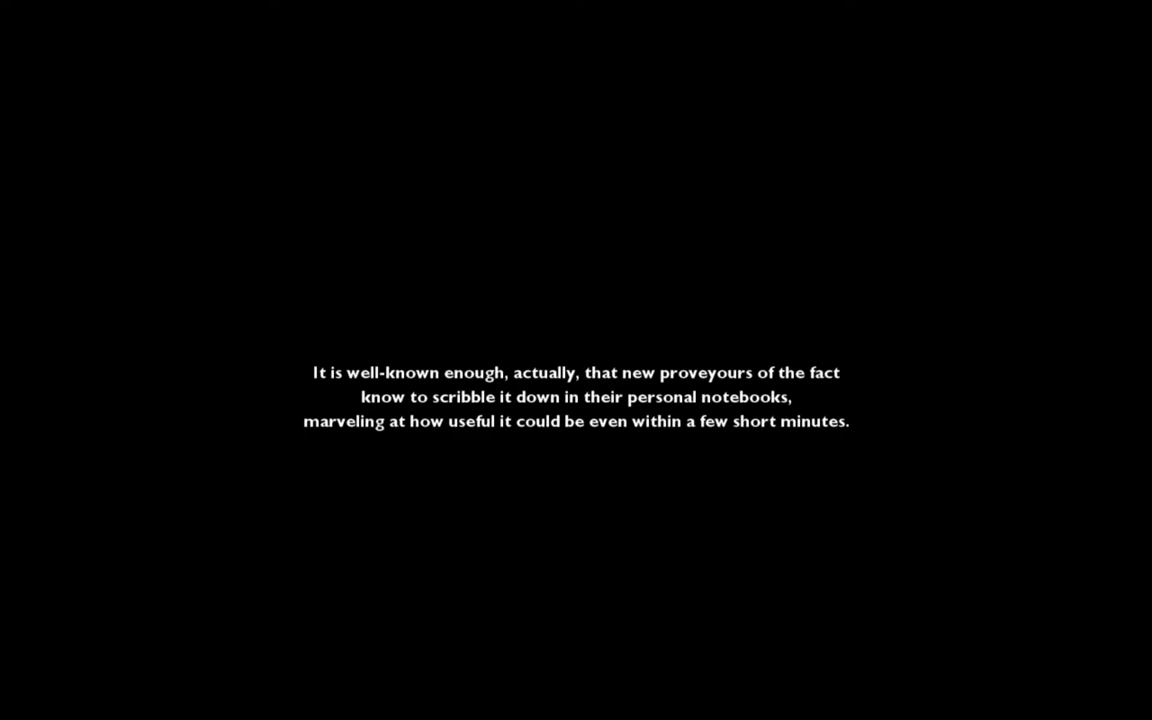 It is well-known enough, actually, that new proveyours of the fact
know to scribble it down in their personal notebooks,
marveling at how useful it could be even within a few short minutes.